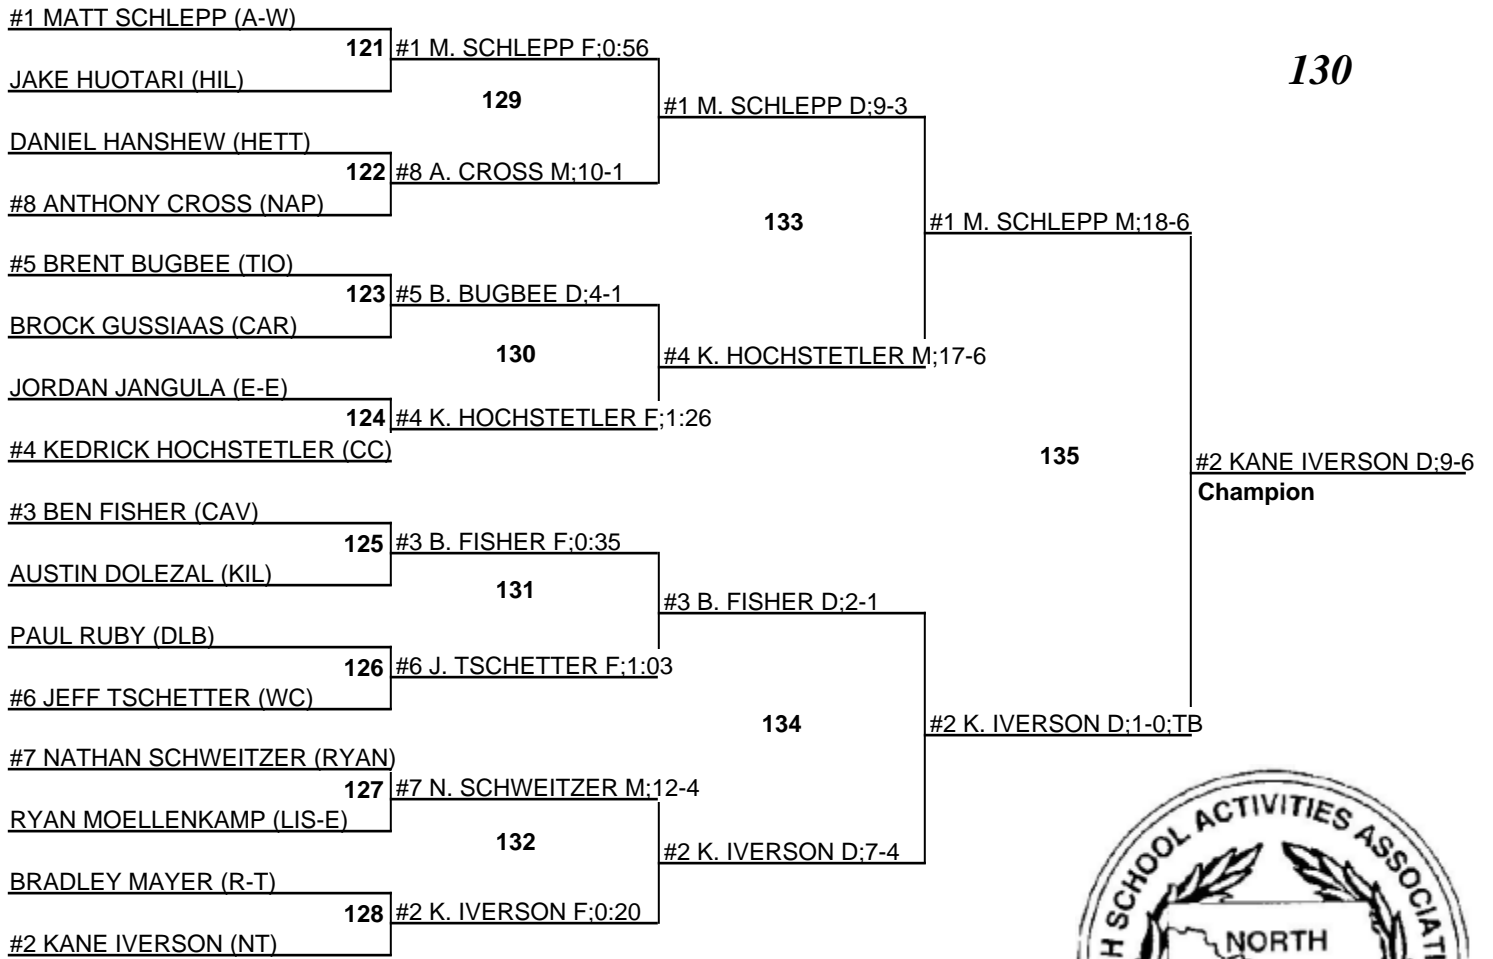 #1 MATT SCHLEPP (A-W)
121 #1 M. SCHLEPP F;0:56
130
JAKE HUOTARI (HIL)
129
#1 M. SCHLEPP D;9-3
DANIEL HANSHEW (HETT)
122 #8 A. CROSS M;10-1
#8 ANTHONY CROSS (NAP)
133
#1 M. SCHLEPP M;18-6
#5 BRENT BUGBEE (TIO)
123 #5 B. BUGBEE D;4-1
BROCK GUSSIAAS (CAR)
130
#4 K. HOCHSTETLER M;17-6
JORDAN JANGULA (E-E)
124 #4 K. HOCHSTETLER F;1:26
#4 KEDRICK HOCHSTETLER (CC)
135
#2 KANE IVERSON D;9-6
Champion
#3 BEN FISHER (CAV)
125 #3 B. FISHER F;0:35
AUSTIN DOLEZAL (KIL)
131
#3 B. FISHER D;2-1
PAUL RUBY (DLB)
126 #6 J. TSCHETTER F;1:03
#6 JEFF TSCHETTER (WC)
134
#2 K. IVERSON D;1-0;TB
#7 NATHAN SCHWEITZER (RYAN)
127 #7 N. SCHWEITZER M;12-4
RYAN MOELLENKAMP (LIS-E)
132
#2 K. IVERSON D;7-4
BRADLEY MAYER (R-T)
128 #2 K. IVERSON F;0:20
#2 KANE IVERSON (NT)
H SCHOOL ACTIVITIES ASSOCIATI
NORTH